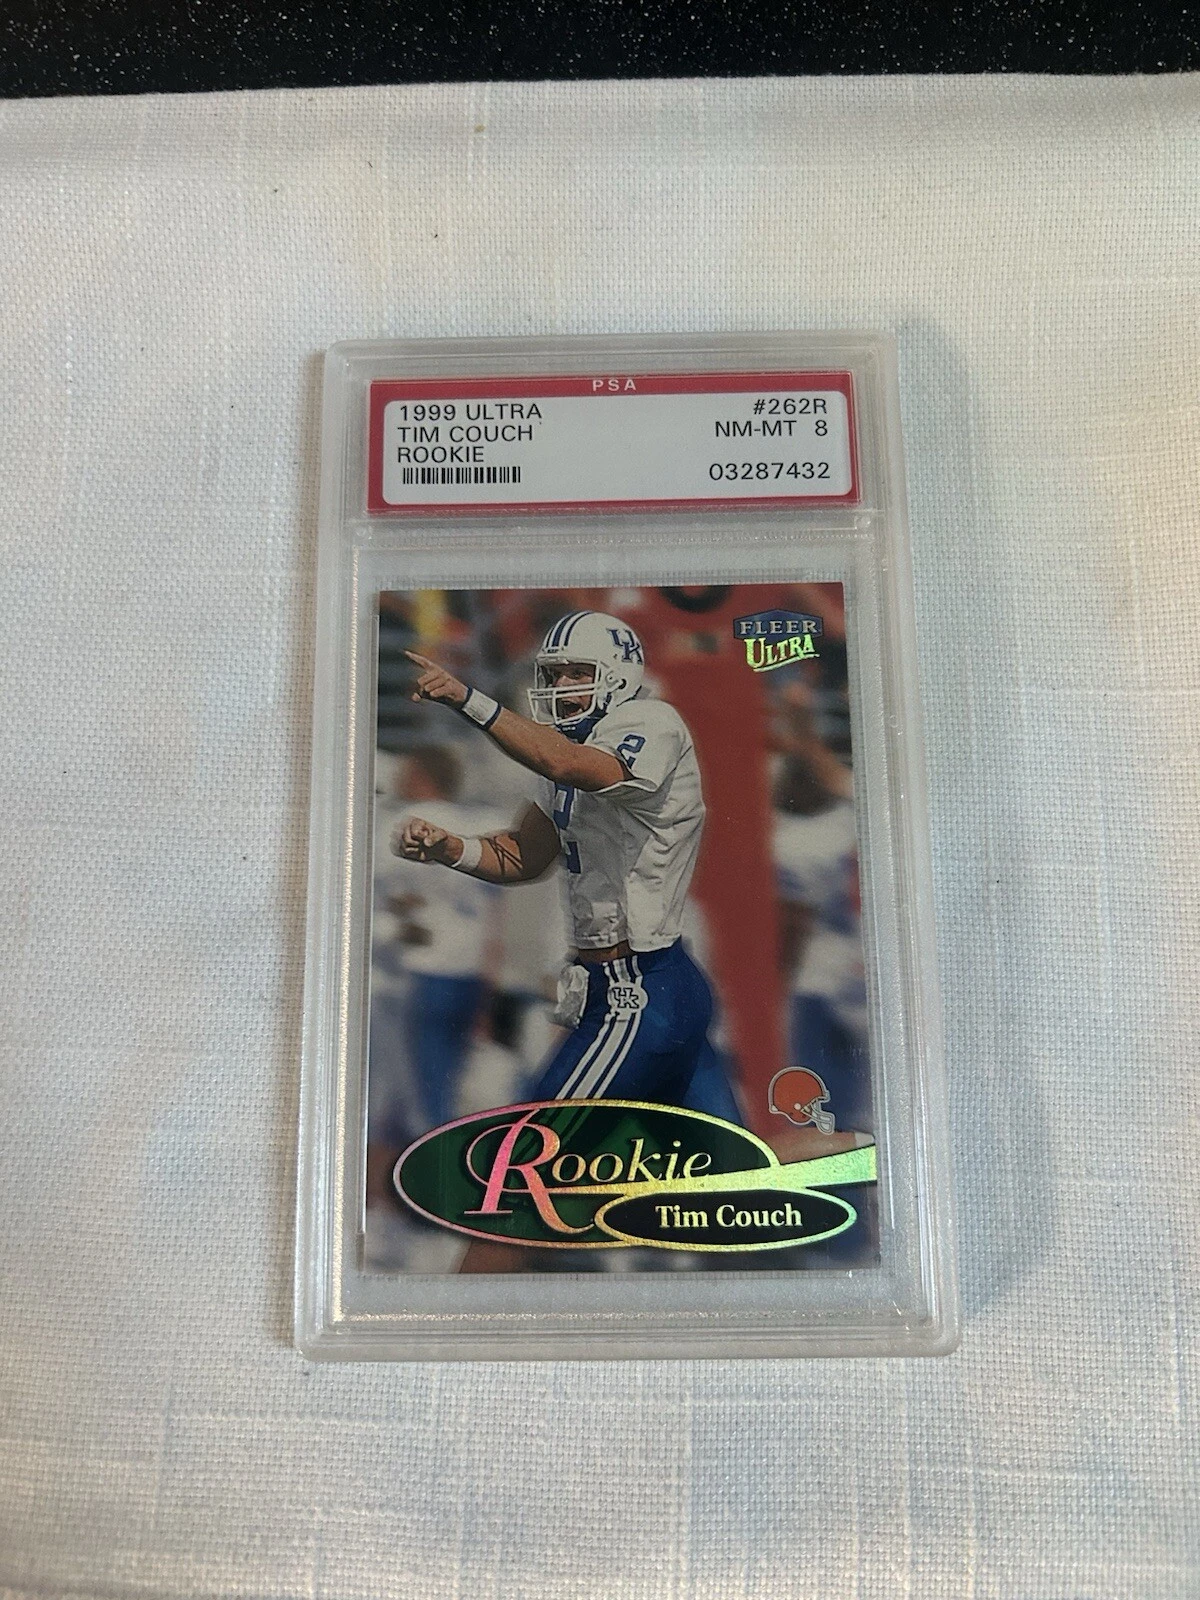 PSA
1999 ULTRA #262R
TIM COUCH NM-MT 8
ROOKIE
03287432
FLEER
ULTRA
UK
2
2
UK
Rookie
Tim Couch